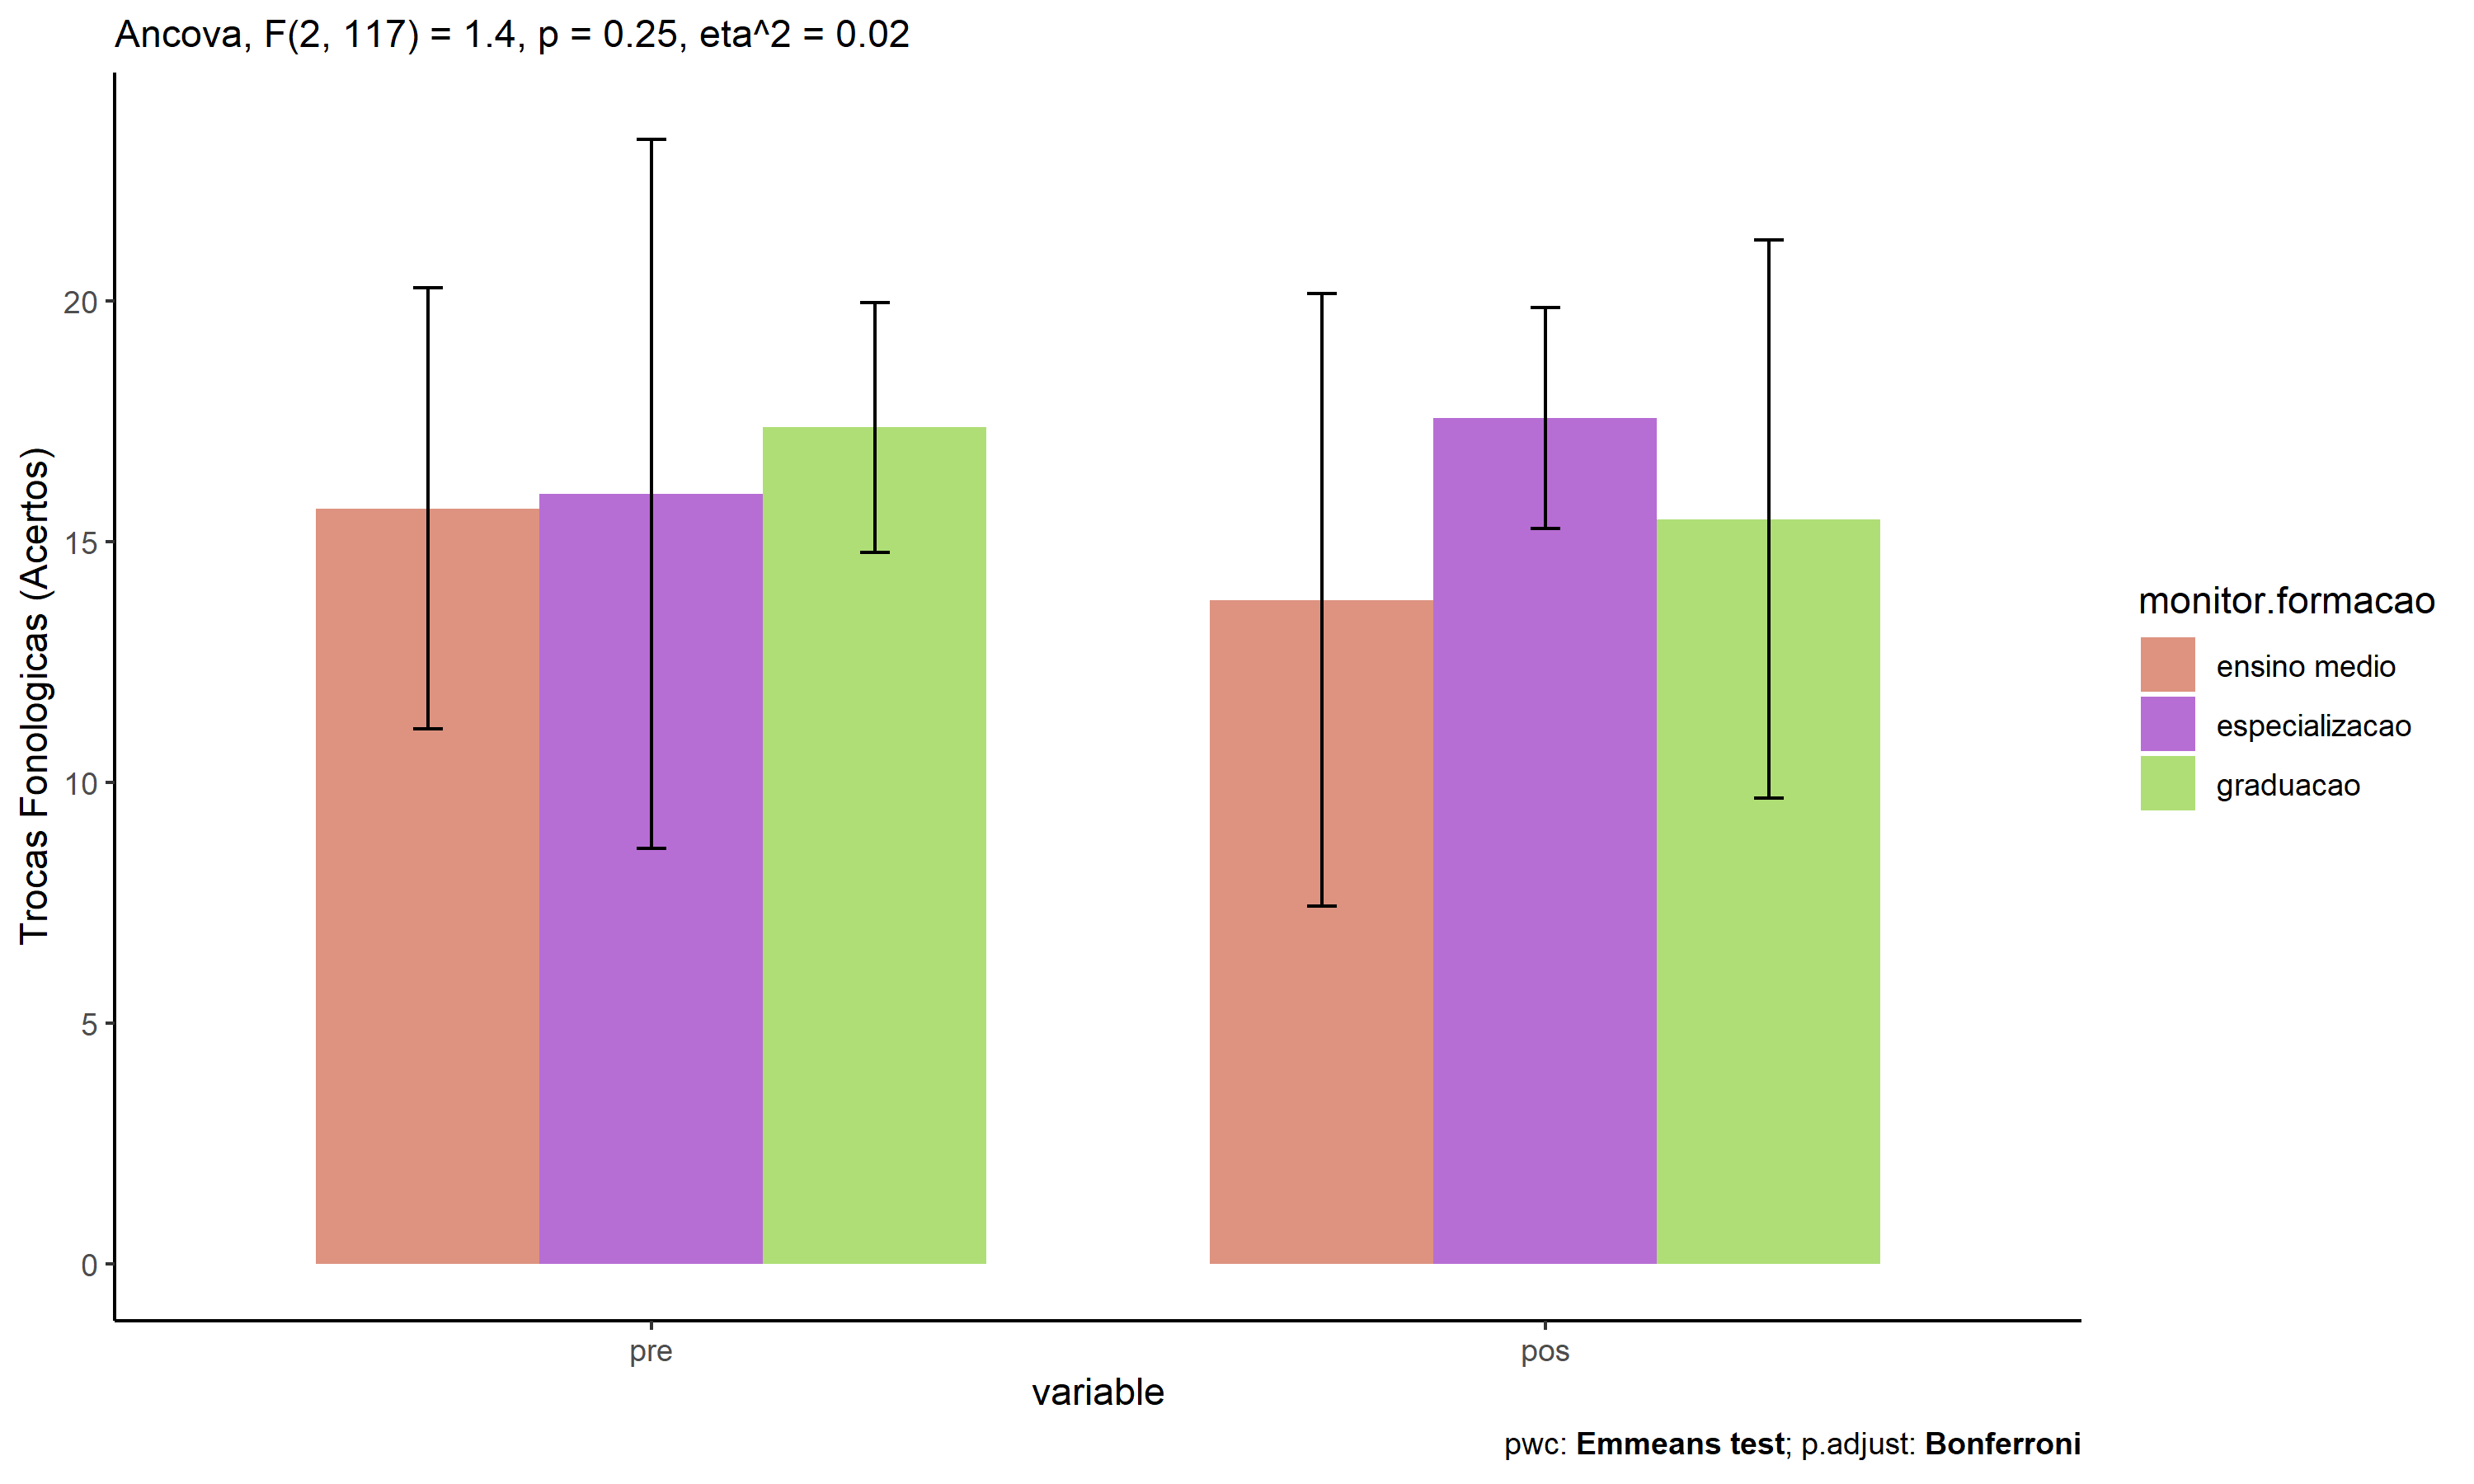 Ancova, F(2, 117) = 1.4, p = 0.25, eta^2 = 0.02
Trocas Fonologicas (Acertos)
20
15
10
5
0
pre
pos
variable
monitor.formacao
ensino medio
especializacao
graduacao
pwc: Emmeans test; p.adjust: Bonferroni